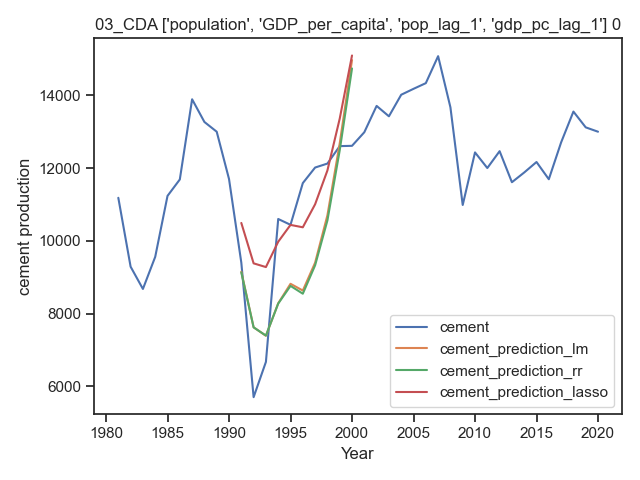 03_CDA ['population', 'GDP_per_capita', 'pop_lag_1', 'gdp_pc_lag_1'] 0
14000
12000
10000
8000
6000
cement production
cement
cement_prediction_lm
cement_prediction_rr
cement_prediction_lasso
1980 1985 1990 1995 2000 2005 2010 2015 2020
Year